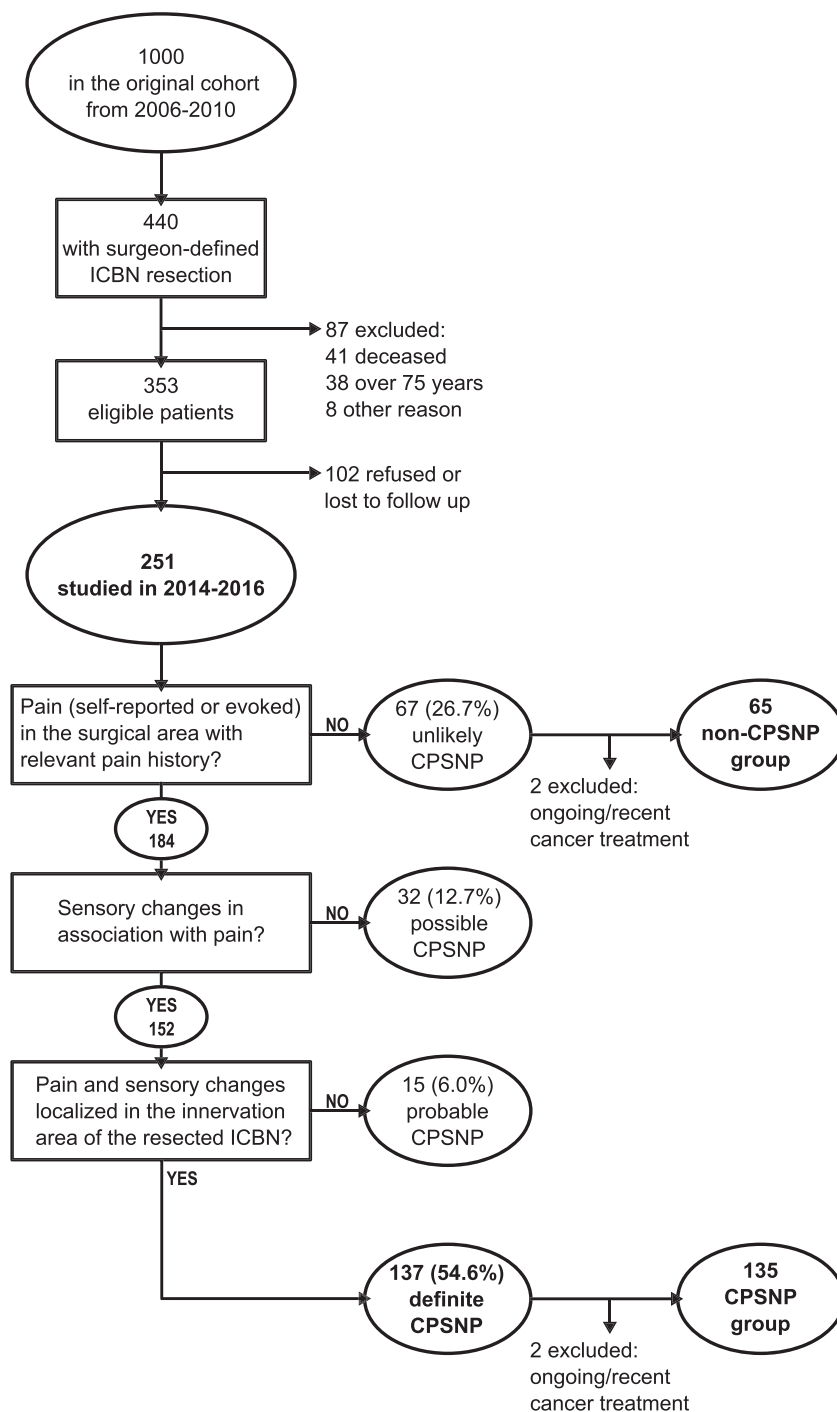 1000
in the original cohort
from 2006-2010
440
with surgeon-defined
ICBN resection
87 excluded:
41 deceased
38 over 75 years
8 other reason
353
eligible patients
102 refused or
lost to follow up
251
studied in 2014-2016
Pain (self-reported or evoked)
in the surgical area with
relevant pain history?
NO
67 (26.7%)
unlikely
CPSNP
65
non-CPSNP
group
2 excluded:
ongoing/recent
cancer treatment
YES
184
Sensory changes in
association with pain?
NO
32 (12.7%)
possible
CPSNP
YES
152
Pain and sensory changes
localized in the innervation
area of the resected ICBN?
NO
15 (6.0%)
probable
CPSNP
YES
137 (54.6%)
definite
CPSNP
135
CPSNP
group
2 excluded:
ongoing/recent
cancer treatment